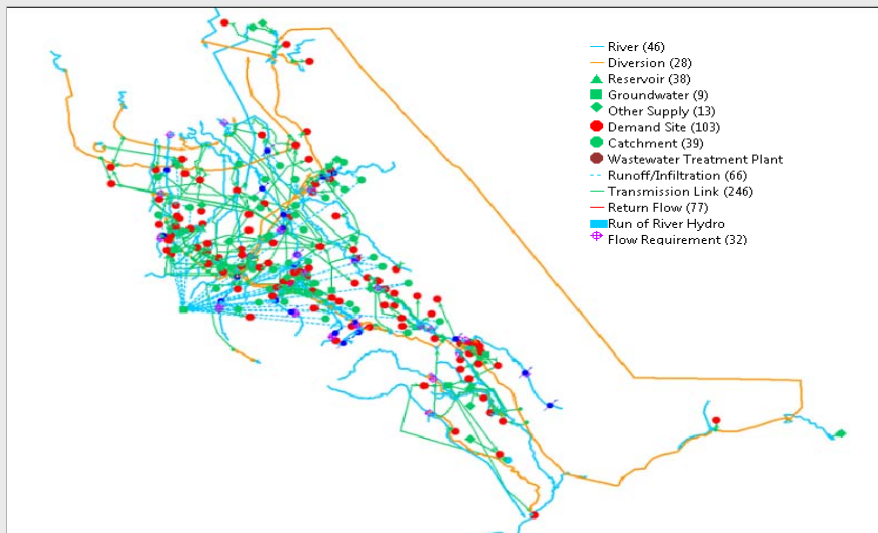 River (46)
Diversion (28)
Reservoir (38)
Groundwater (9)
Other Supply (13)
Demand Site (103)
Catchment (39)
Wastewater Treatment Plant
Runoff/Infiltration (66)
Transmission Link (246)
Return Flow (77)
Run of River Hydro
Flow Requirement (32)